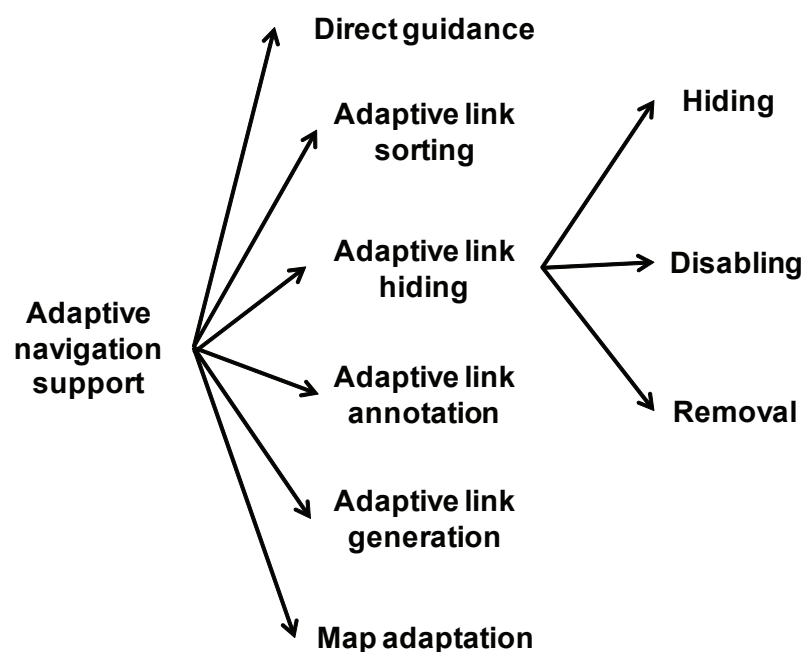 Adaptive
navigation
support
Direct guidance
Adaptive link
sorting
Adaptive link
hiding
Adaptive link
annotation
Adaptive link
generation
Map adaptation
Hiding
Disabling
Removal